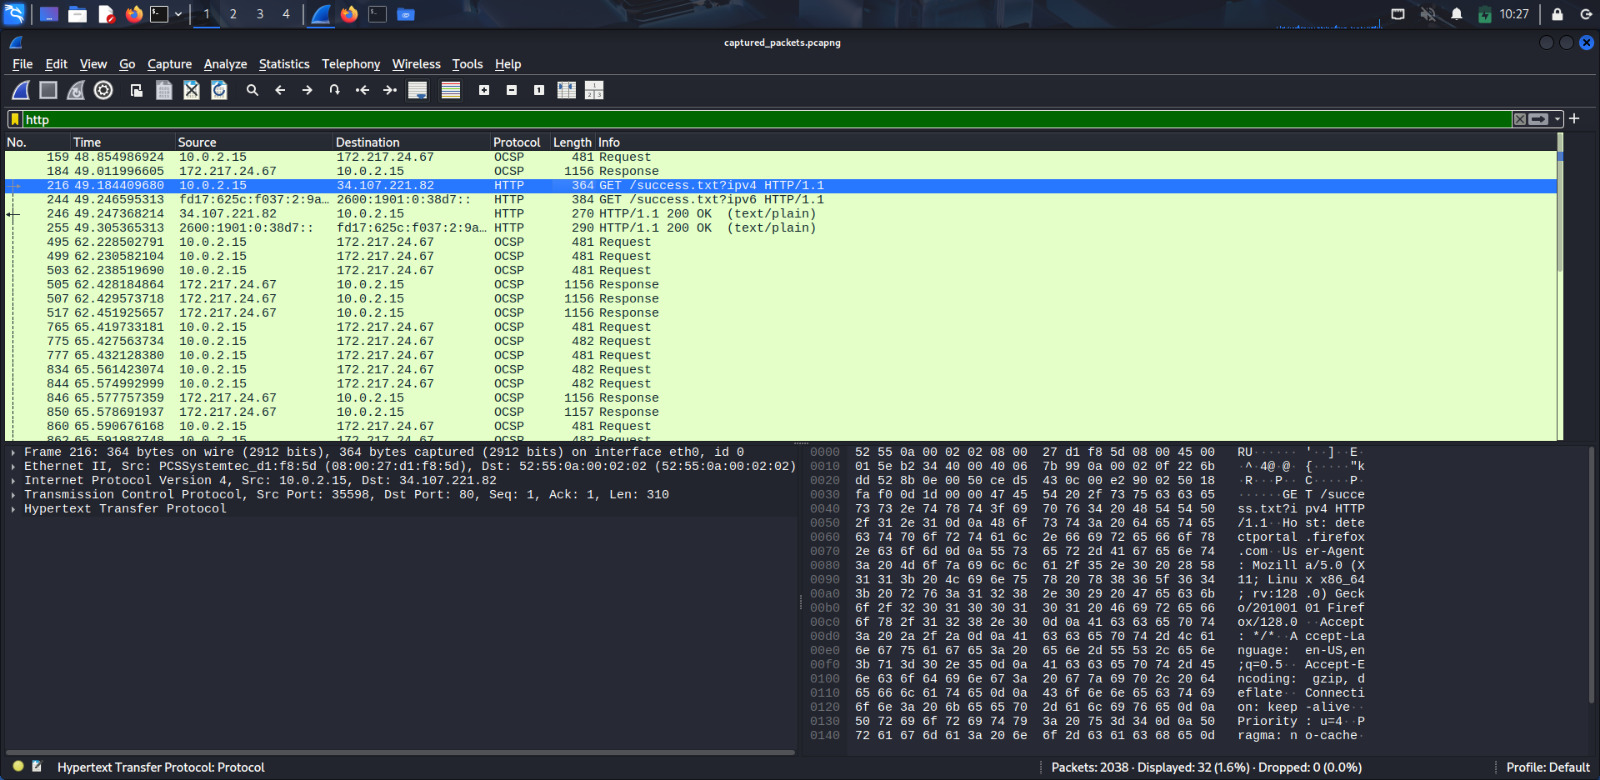 1 2 3 4 10:27
captured_packets.pcapng
File Edit View Go Capture Analyze Statistics Telephony Wireless Tools Help
http
No. Time Source Destination Protocol Length Info
159 48.854986924 10.0.2.15 172.217.24.67 OCSP 481 Request
184 49.011996605 172.217.24.67 10.0.2.15 OCSP 1156 Response
216 49.184409680 10.0.2.15 34.107.221.82 HTTP 364 GET /success.txt?ipv4 HTTP/1.1
244 49.246595313 fd17:625c:f037:2:9a… 2600:1901:0:38d7:: HTTP 384 GET /success.txt?ipv6 HTTP/1.1
246 49.247368214 34.107.221.82 10.0.2.15 HTTP 270 HTTP/1.1 200 OK (text/plain)
255 49.305365313 2600:1901:0:38d7:: fd17:625c:f037:2:9a… HTTP 290 HTTP/1.1 200 OK (text/plain)
495 62.228502791 10.0.2.15 172.217.24.67 OCSP 481 Request
499 62.230582104 10.0.2.15 172.217.24.67 OCSP 481 Request
503 62.238519690 10.0.2.15 172.217.24.67 OCSP 481 Request
505 62.428184864 172.217.24.67 10.0.2.15 OCSP 1156 Response
507 62.429573718 172.217.24.67 10.0.2.15 OCSP 1156 Response
517 62.451925657 172.217.24.67 10.0.2.15 OCSP 1156 Response
765 65.419733181 10.0.2.15 172.217.24.67 OCSP 481 Request
775 65.427563734 10.0.2.15 172.217.24.67 OCSP 482 Request
777 65.432128380 10.0.2.15 172.217.24.67 OCSP 481 Request
834 65.561423074 10.0.2.15 172.217.24.67 OCSP 482 Request
844 65.574992999 10.0.2.15 172.217.24.67 OCSP 482 Request
846 65.577757359 172.217.24.67 10.0.2.15 OCSP 1156 Response
850 65.578691937 172.217.24.67 10.0.2.15 OCSP 1157 Response
860 65.590676168 10.0.2.15 172.217.24.67 OCSP 481 Request
862 65.591982748 10.0.2.15 172.217.24.67 OCSP 482 Request
Frame 216: 364 bytes on wire (2912 bits), 364 bytes captured (2912 bits) on interface eth0, id 0
Ethernet II, Src: PCSSystemtec_d1:f8:5d (08:00:27:d1:f8:5d), Dst: 52:55:0a:00:02:02 (52:55:0a:00:02:02)
Internet Protocol Version 4, Src: 10.0.2.15, Dst: 34.107.221.82
Transmission Control Protocol, Src Port: 35598, Dst Port: 80, Seq: 1, Ack: 1, Len: 310
Hypertext Transfer Protocol
0000 52 55 0a 00 02 02 08 00 27 d1 f8 5d 08 00 45 00 RU······ '··]··E·
0010 01 5e b2 34 40 00 40 06 7b 99 0a 00 02 0f 22 6b ·^·4@·@· {·····"k
0020 dd 52 8b 0e 00 50 ce d5 43 0c 00 e2 90 02 50 18 ·R···P·· C·····P·
0030 fa f0 0d 1d 00 00 47 45 54 20 2f 73 75 63 63 65 ······GE T /succe
0040 73 73 2e 74 78 74 3f 69 70 76 34 20 48 54 54 50 ss.txt?i pv4 HTTP
0050 2f 31 2e 31 0d 0a 48 6f 73 74 3a 20 64 65 74 65 /1.1··Ho st: dete
0060 63 74 70 6f 72 74 61 6c 2e 66 69 72 65 66 6f 78 ctportal .firefox
0070 2e 63 6f 6d 0d 0a 55 73 65 72 2d 41 67 65 6e 74 .com··Us er-Agent
0080 3a 20 4d 6f 7a 69 6c 6c 61 2f 35 2e 30 20 28 58 : Mozill a/5.0 (X
0090 31 31 3b 20 4c 69 6e 75 78 20 78 38 36 5f 36 34 11; Linu x x86_64
00a0 3b 20 72 76 3a 31 32 38 2e 30 29 20 47 65 63 6b ; rv:128 .0) Geck
00b0 6f 2f 32 30 31 30 30 31 30 31 20 46 69 72 65 66 o/201001 01 Firef
00c0 6f 78 2f 31 32 38 2e 30 0d 0a 41 63 63 65 70 74 ox/128.0 ··Accept
00d0 3a 20 2a 2f 2a 0d 0a 41 63 63 65 70 74 2d 4c 61 : */*··A ccept-La
00e0 6e 67 75 61 67 65 3a 20 65 6e 2d 55 53 2c 65 6e nguage: en-US,en
00f0 3b 71 3d 30 2e 35 0d 0a 41 63 63 65 70 74 2d 45 ;q=0.5·· Accept-E
0100 6e 63 6f 64 69 6e 67 3a 20 67 7a 69 70 2c 20 64 ncoding: gzip, d
0110 65 66 6c 61 74 65 0d 0a 43 6f 6e 6e 65 63 74 69 eflate·· Connecti
0120 6f 6e 3a 20 6b 65 65 70 2d 61 6c 69 76 65 0d 0a on: keep -alive··
0130 50 72 69 6f 72 69 74 79 3a 20 75 3d 34 0d 0a 50 Priority : u=4··P
0140 72 61 67 6d 61 3a 20 6e 6f 2d 63 61 63 68 65 0d ragma: n o-cache·
Hypertext Transfer Protocol: Protocol Packets: 2038 · Displayed: 32 (1.6%) · Dropped: 0 (0.0%) Profile: Default